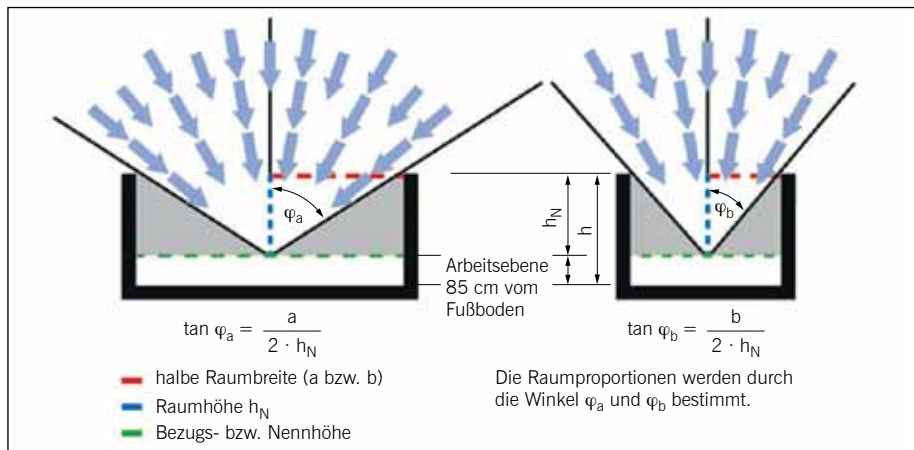 φa
φb
hN
h
Arbeitsebene
85 cm vom
Fußboden
tan φa = a / 2 · hN
tan φb = b / 2 · hN
halbe Raumbreite (a bzw. b)
Raumhöhe hN
Bezugs- bzw. Nennhöhe
Die Raumproportionen werden durch
die Winkel φa und φb bestimmt.